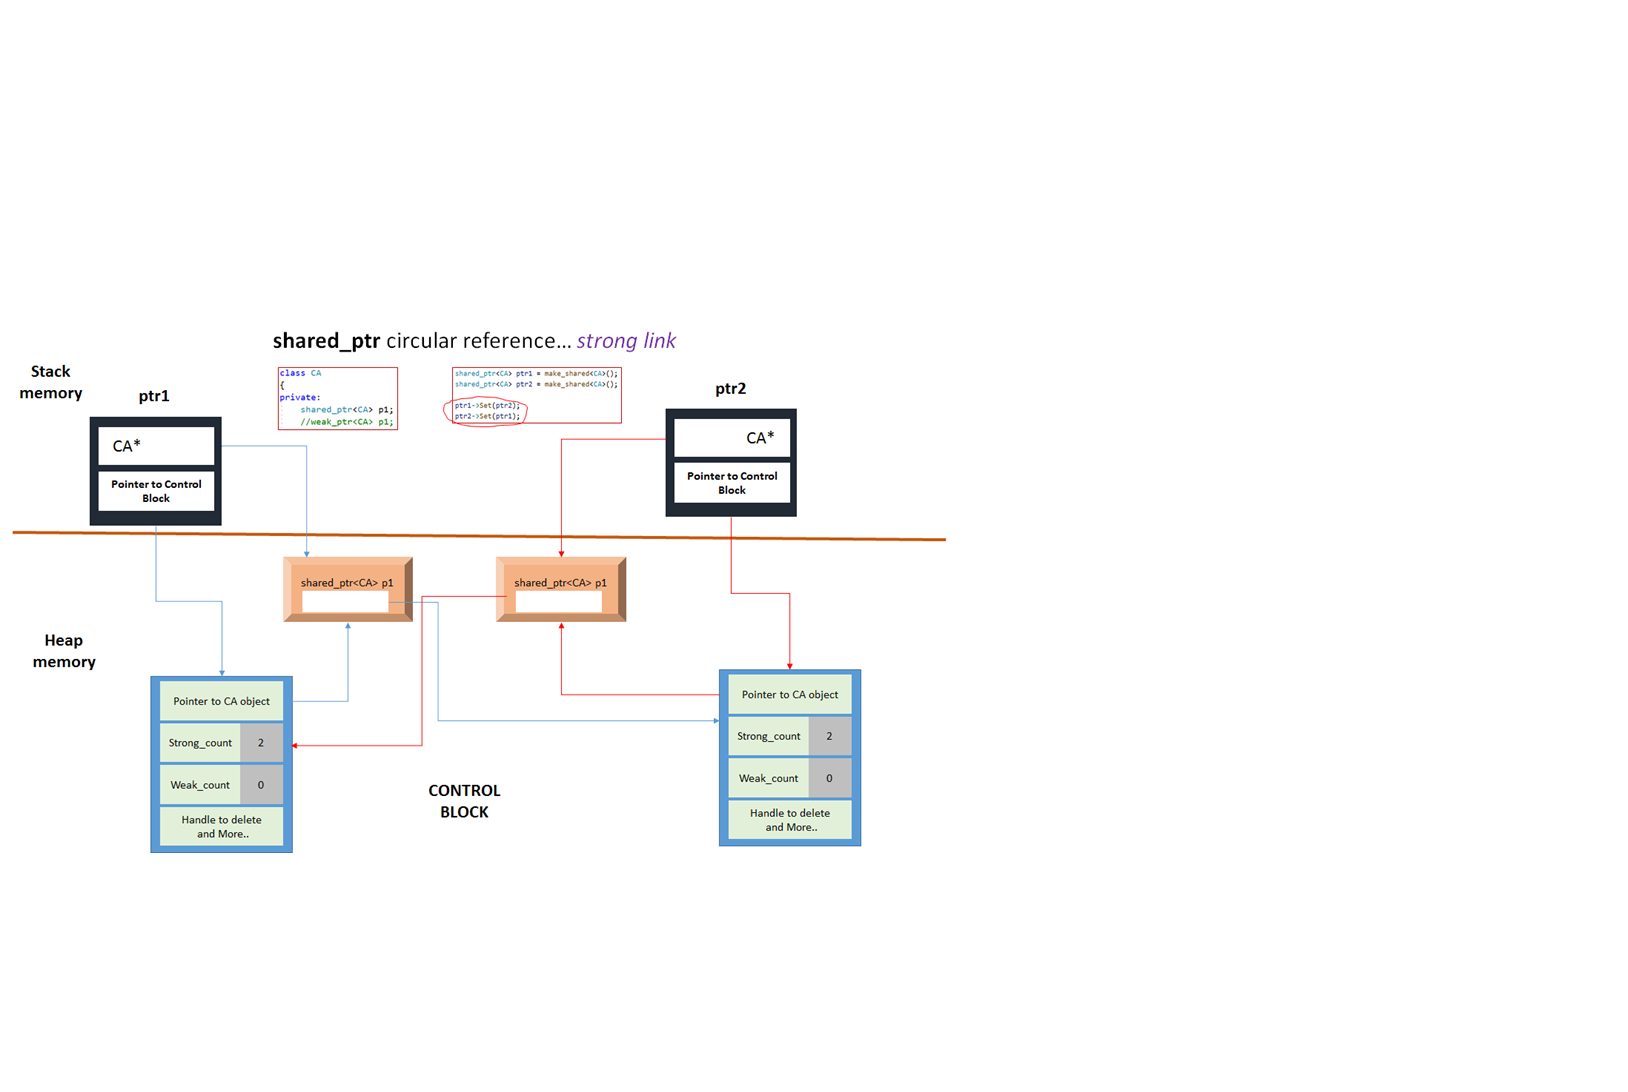 shared_ptr circular reference... strong link
Stack
memory
ptr1
class CA
{
private:
shared_ptr<CA> p1;
//weak_ptr<CA> p1;
shared_ptr<CA> ptr1 = make_shared<CA>();
shared_ptr<CA> ptr2 = make_shared<CA>();
ptr1->Set(ptr2);
ptr2->Set(ptr1);
ptr2
CA*
Pointer to Control
Block
CA*
Pointer to Control
Block
shared_ptr<CA> p1
shared_ptr<CA> p1
Heap
memory
Pointer to CA object
Strong_count 2
Weak_count 0
Handle to delete
and More..
CONTROL
BLOCK
Pointer to CA object
Strong_count 2
Weak_count 0
Handle to delete
and More..